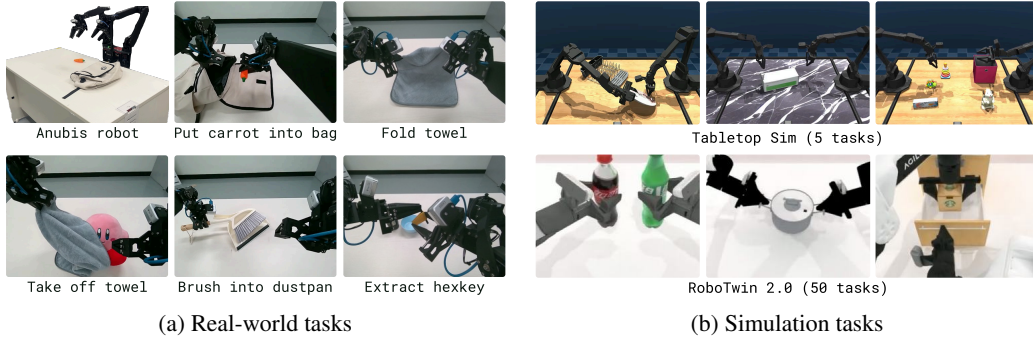 Anubis robot
Put carrot into bag
Fold towel
Take off towel
Brush into dustpan
Extract hexkey
(a) Real-world tasks
Tabletop Sim (5 tasks)
AGIL
RoboTwin 2.0 (50 tasks)
(b) Simulation tasks